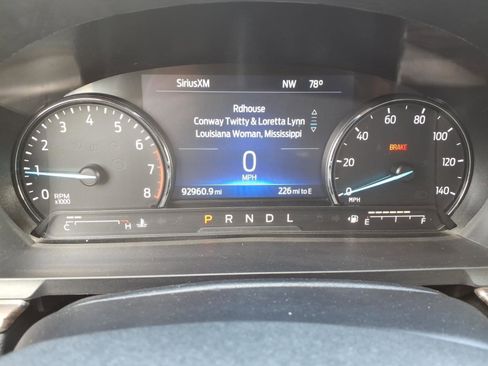 SiriusXM NW 78°
Rdhouse
Conway Twitty & Loretta Lynn
Louisiana Woman, Mississippi
0
MPH
92960.9 mi 226 mi to E
0 1 2 3 4 5 6 7 8
RPM
x1000
0 20 40 60 80 100 120 140
BRAKE
MPH
C H
P R N D L
E F